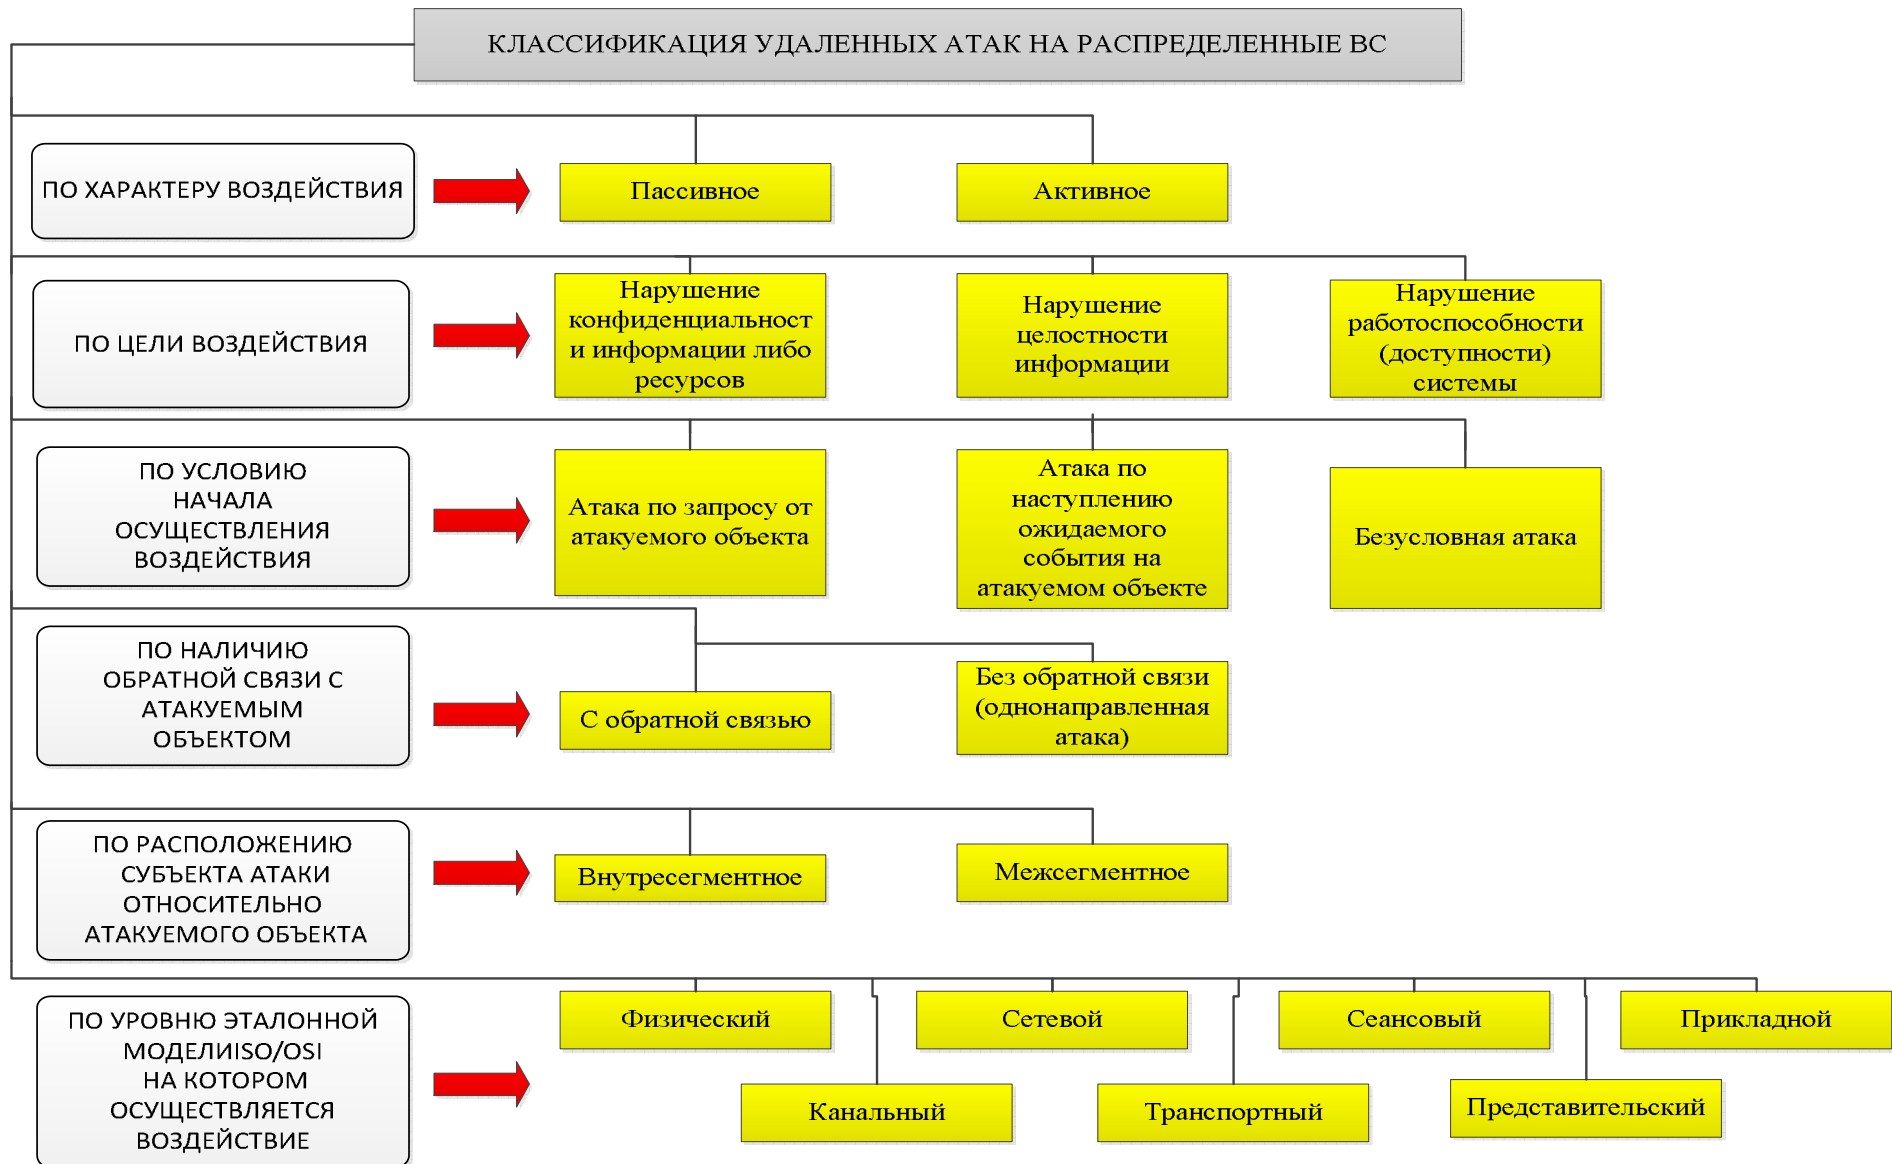 КЛАССИФИКАЦИЯ УДАЛЕННЫХ АТАК НА РАСПРЕДЕЛЕННЫЕ ВС
ПО ХАРАКТЕРУ ВОЗДЕЙСТВИЯ
Пассивное
Активное
ПО ЦЕЛИ ВОЗДЕЙСТВИЯ
Нарушение
конфиденциальност
и информации либо
ресурсов
Нарушение
целостности
информации
Нарушение
работоспособности
(доступности)
системы
ПО УСЛОВИЮ
НАЧАЛА
ОСУЩЕСТВЛЕНИЯ
ВОЗДЕЙСТВИЯ
Атака по запросу от
атакуемого объекта
Атака по
наступлению
ожидаемого
события на
атакуемом объекте
Безусловная атака
ПО НАЛИЧИЮ
ОБРАТНОЙ СВЯЗИ С
АТАКУЕМЫМ
ОБЪЕКТОМ
С обратной связью
Без обратной связи
(однонаправленная
атака)
ПО РАСПОЛОЖЕНИЮ
СУБЪЕКТА АТАКИ
ОТНОСИТЕЛЬНО
АТАКУЕМОГО ОБЪЕКТА
Внутресегментное
Межсегментное
ПО УРОВНЮ ЭТАЛОННОЙ
МОДЕЛИISO/OSI
НА КОТОРОМ
ОСУЩЕСТВЛЯЕТСЯ
ВОЗДЕЙСТВИЕ
Физический
Сетевой
Сеансовый
Прикладной
Канальный
Транспортный
Представительский